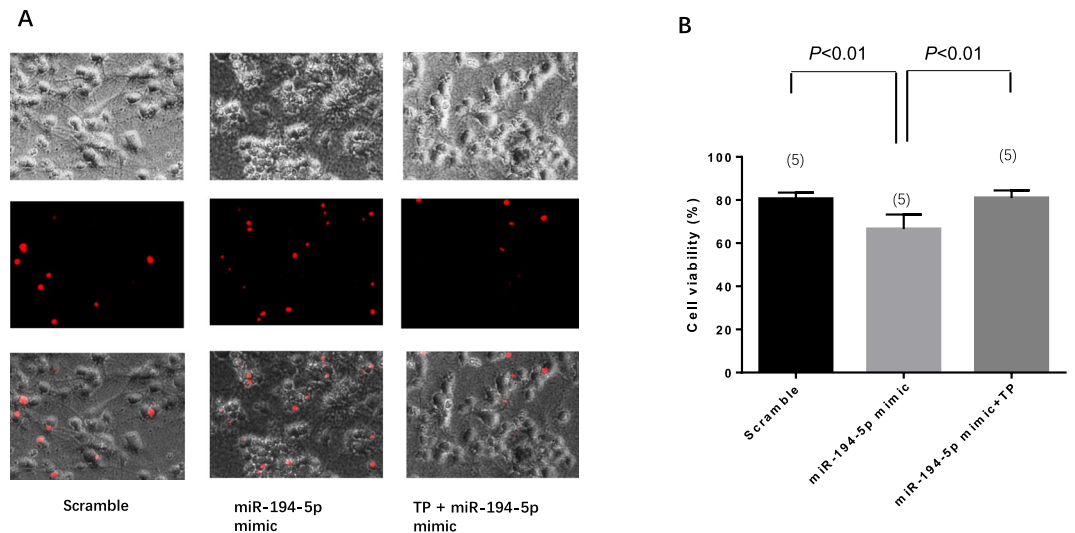 A
Scramble
miR-194-5p
mimic
TP + miR-194-5p
mimic
B
P<0.01
P<0.01
(5)
(5)
(5)
Cell viability (%)
100
80
60
40
20
0
Scramble
miR-194-5p mimic
miR-194-5p mimic+TP